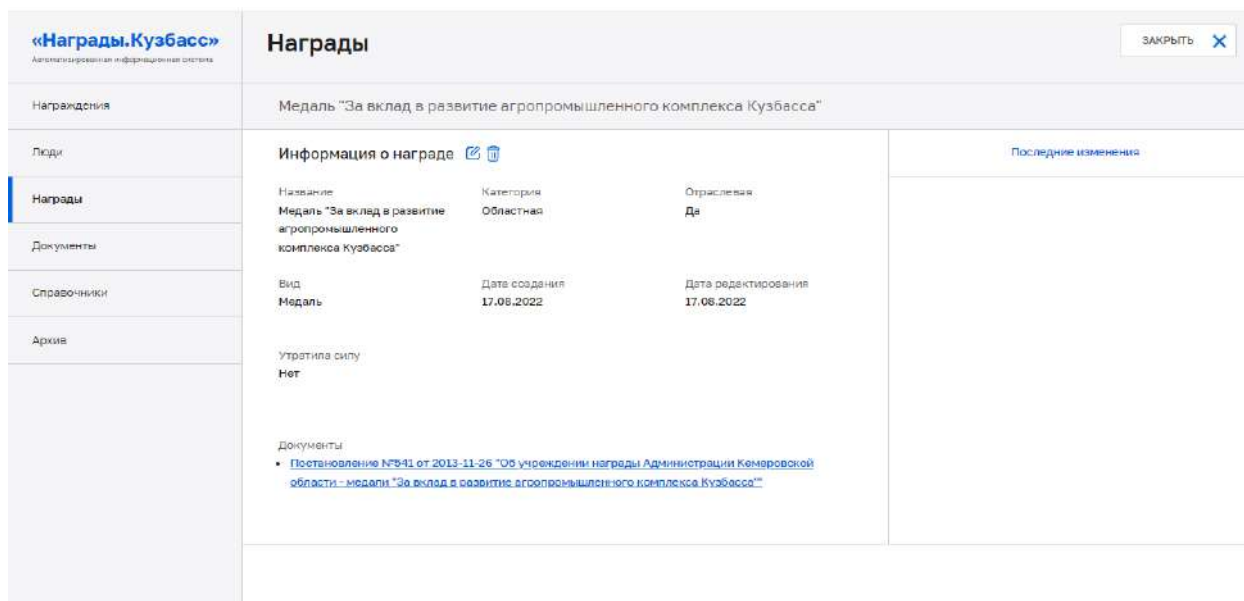 «Награды.Кузбасс»
Автоматизированная информационная система
Награждения
Люди
Награды
Документы
Справочники
Архив
Награды
ЗАКРЫТЬ
Медаль "За вклад в развитие агропромышленного комплекса Кузбасса"
Информация о награде
Последние изменения
Название
Категория
Отраслевая
Медаль "За вклад в развитие
агропромышленного
комплекса Кузбасса"
Областная
Да
Вид
Дата создания
Дата редактирования
Медаль
17.08.2022
17.08.2022
Утратила силу
Нет
Документы
Постановление №541 от 2013-11-26 "Об учреждении награды Администрации Кемеровской
области - медали "За вклад в развитие агропромышленного комплекса Кузбасса""